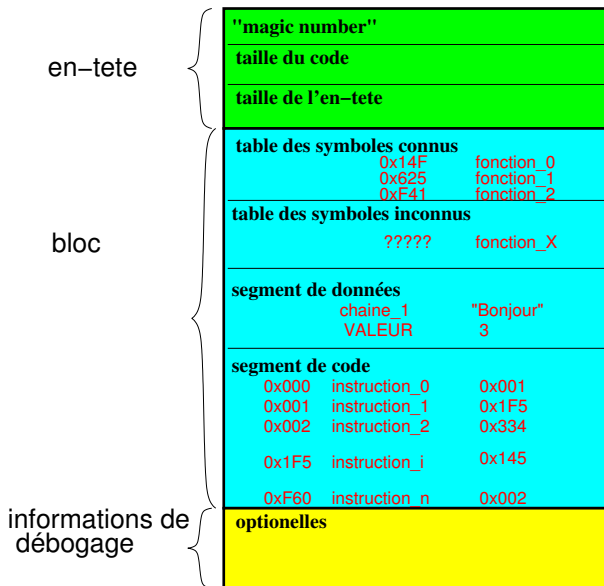 en–tete
"magic number"
taille du code
taille de l'en–tete
bloc
table des symboles connus
0x14F fonction_0
0x625 fonction_1
0xF41 fonction_2
table des symboles inconnus
????? fonction_X
segment de données
chaine_1 "Bonjour"
VALEUR 3
segment de code
0x000 instruction_0 0x001
0x001 instruction_1 0x1F5
0x002 instruction_2 0x334
0x1F5 instruction_i 0x145
0xF60 instruction_n 0x002
informations de
débogage
optionelles